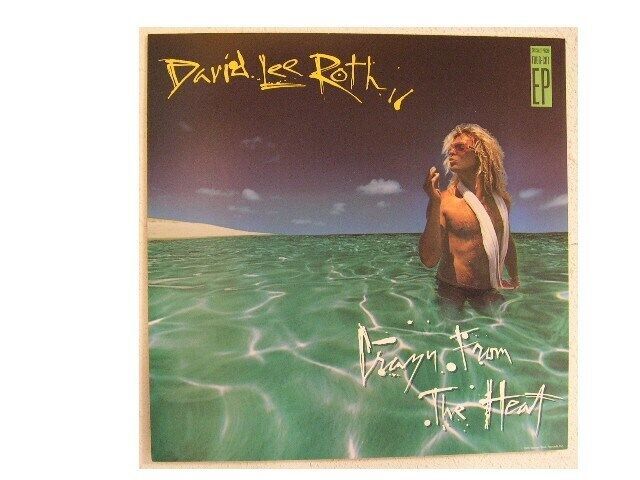 David Lee Roth
EP
Crazy From
The Heat